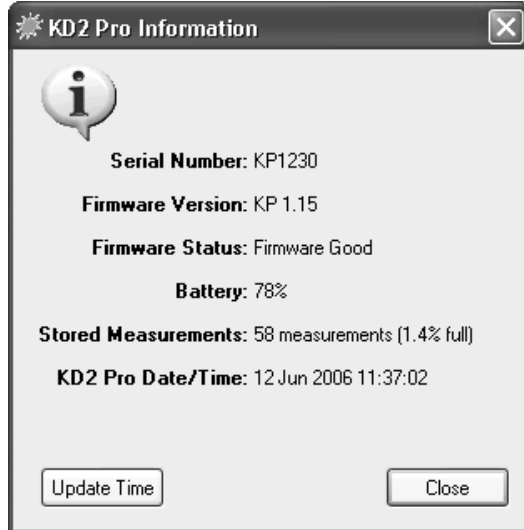 KD2 Pro Information
Serial Number: KP1230
Firmware Version: KP 1.15
Firmware Status: Firmware Good
Battery: 78%
Stored Measurements: 58 measurements (1.4% full)
KD2 Pro Date/Time: 12 Jun 2006 11:37:02
Update Time Close